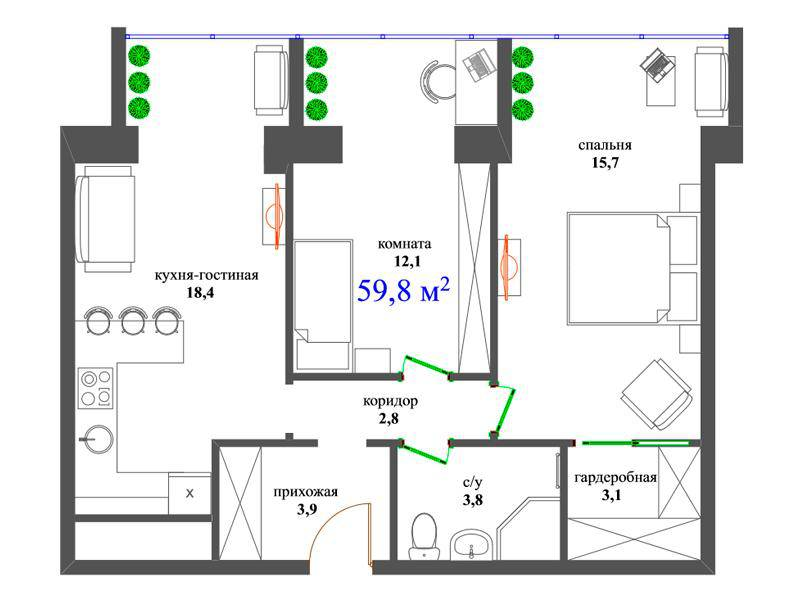 спальня
15,7
комната
12,1
59,8 м²
кухня-гостиная
18,4
коридор
2,8
прихожая
3,9
с/у
3,8
гардеробная
3,1
x